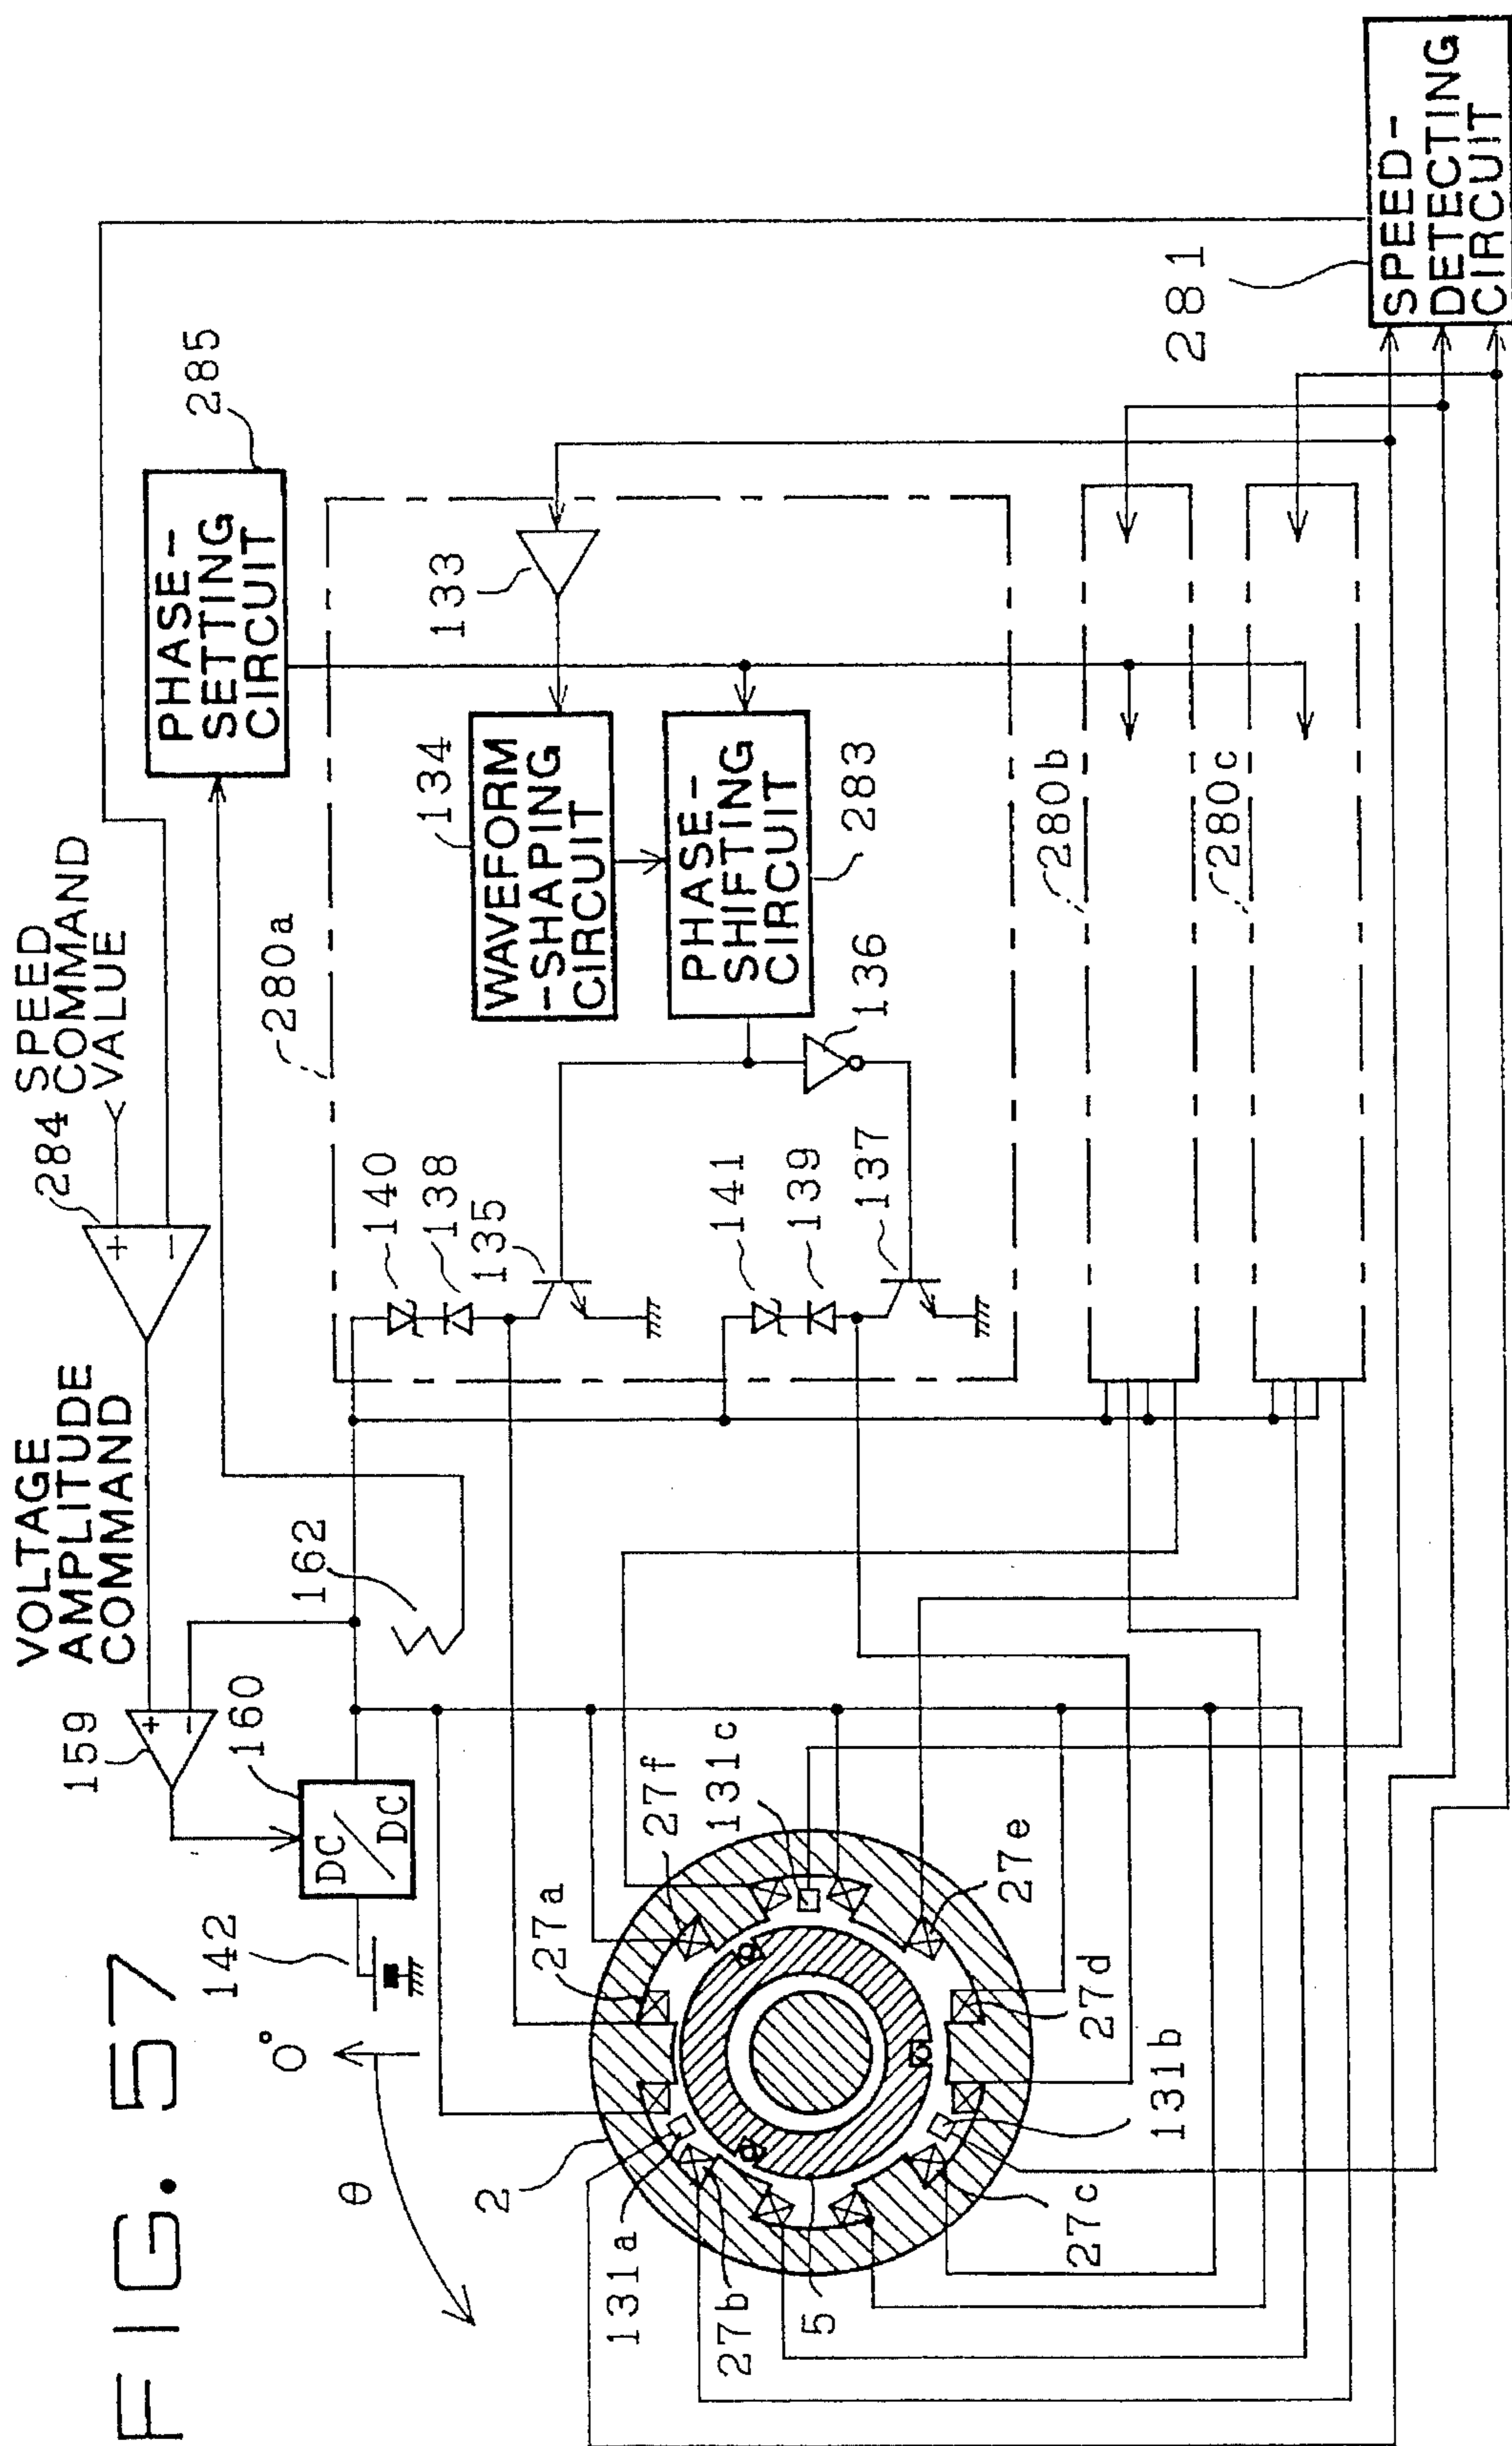 FIG. 57
VOLTAGE
AMPLITUDE
COMMAND
284
SPEED
COMMAND
VALUE
159
160
DC/DC
142
162
0°
θ
PHASE-
SETTING
CIRCUIT
285
280a
140
138
135
141
139
137
136
134
WAVEFORM
-SHAPING
CIRCUIT
133
PHASE-
SHIFTING
CIRCUIT
283
280b
280c
281
SPEED-
DETECTING
CIRCUIT
2
27a
27f
131c
27e
27d
131b
27c
5
27b
131a
+
-
+
-